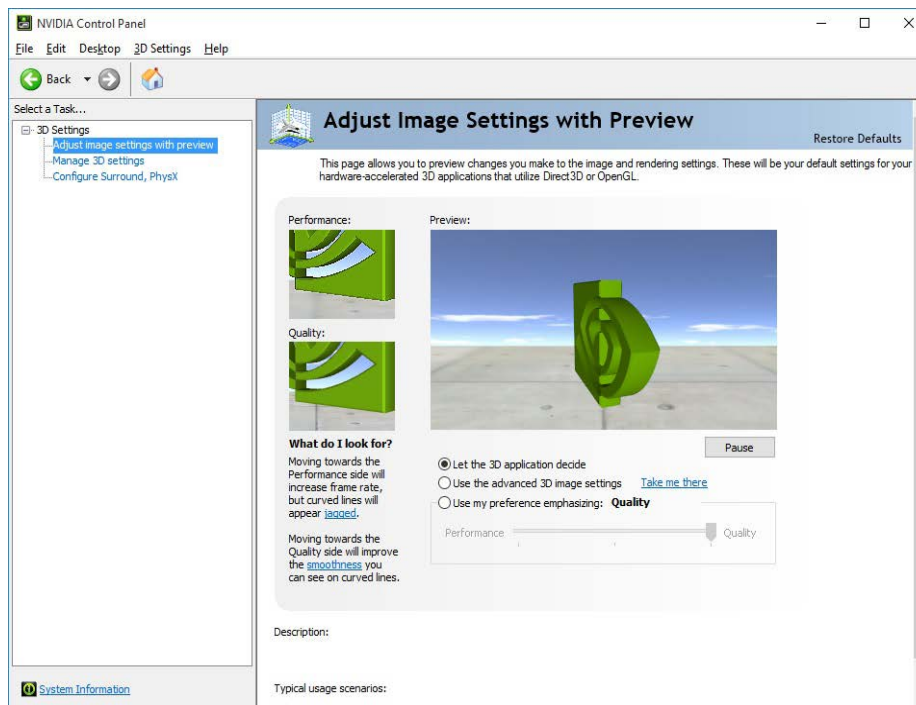 NVIDIA Control Panel
File Edit Desktop 3D Settings Help
Back
Select a Task...
3D Settings
Adjust image settings with preview
Manage 3D settings
Configure Surround, PhysX
System Information
Adjust Image Settings with Preview
Restore Defaults
This page allows you to preview changes you make to the image and rendering settings. These will be your default settings for your
hardware-accelerated 3D applications that utilize Direct3D or OpenGL.
Performance:
Quality:
What do I look for?
Moving towards the
Performance side will
increase frame rate,
but curved lines will
appear jagged.
Moving towards the
Quality side will improve
the smoothness you
can see on curved lines.
Preview:
Pause
Let the 3D application decide
Use the advanced 3D image settings Take me there
Use my preference emphasizing: Quality
Performance Quality
Description:
Typical usage scenarios: